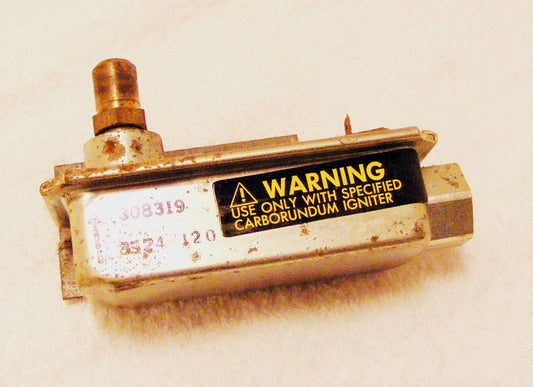 308319
8524 120
WARNING
USE ONLY WITH SPECIFIED
CARBORUNDUM IGNITER